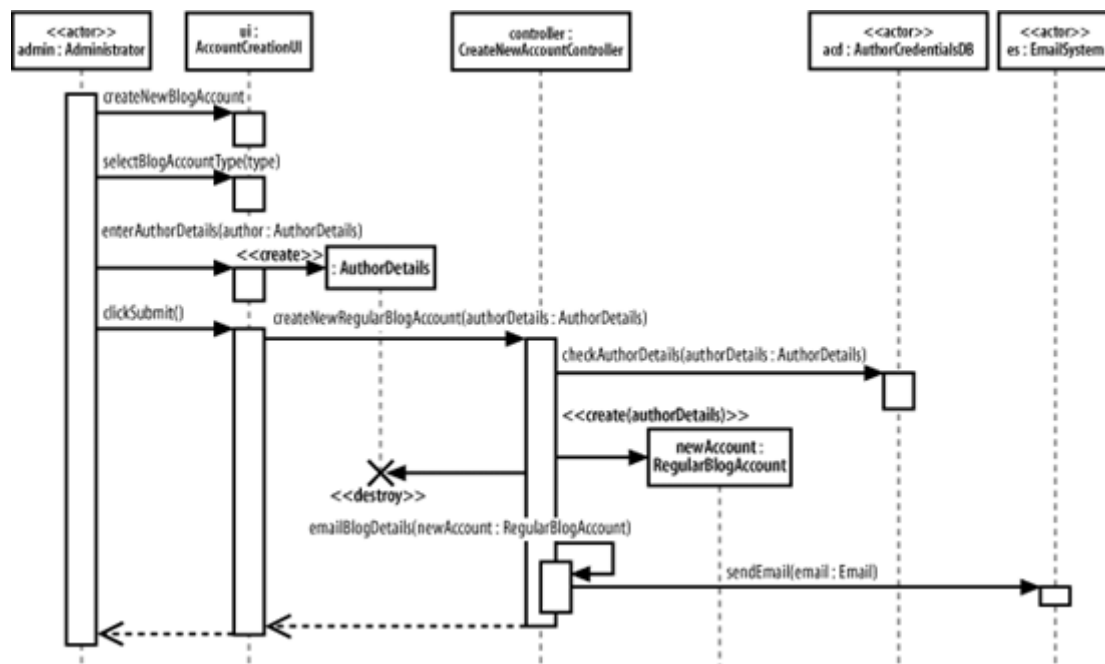 <<actor>>
admin : Administrator
ui :
AccountCreationUI
controller :
CreateNewAccountController
<<actor>>
acd : AuthorCredentialsDB
<<actor>>
es : EmailSystem
createNewBlogAccount
selectBlogAccountType(type)
enterAuthorDetails(author : AuthorDetails)
<<create>>
: AuthorDetails
clickSubmit()
createNewRegularBlogAccount(authorDetails : AuthorDetails)
checkAuthorDetails(authorDetails : AuthorDetails)
<<create(authorDetails)>>
newAccount :
RegularBlogAccount
<<destroy>>
emailBlogDetails(newAccount : RegularBlogAccount)
sendEmail(email : Email)